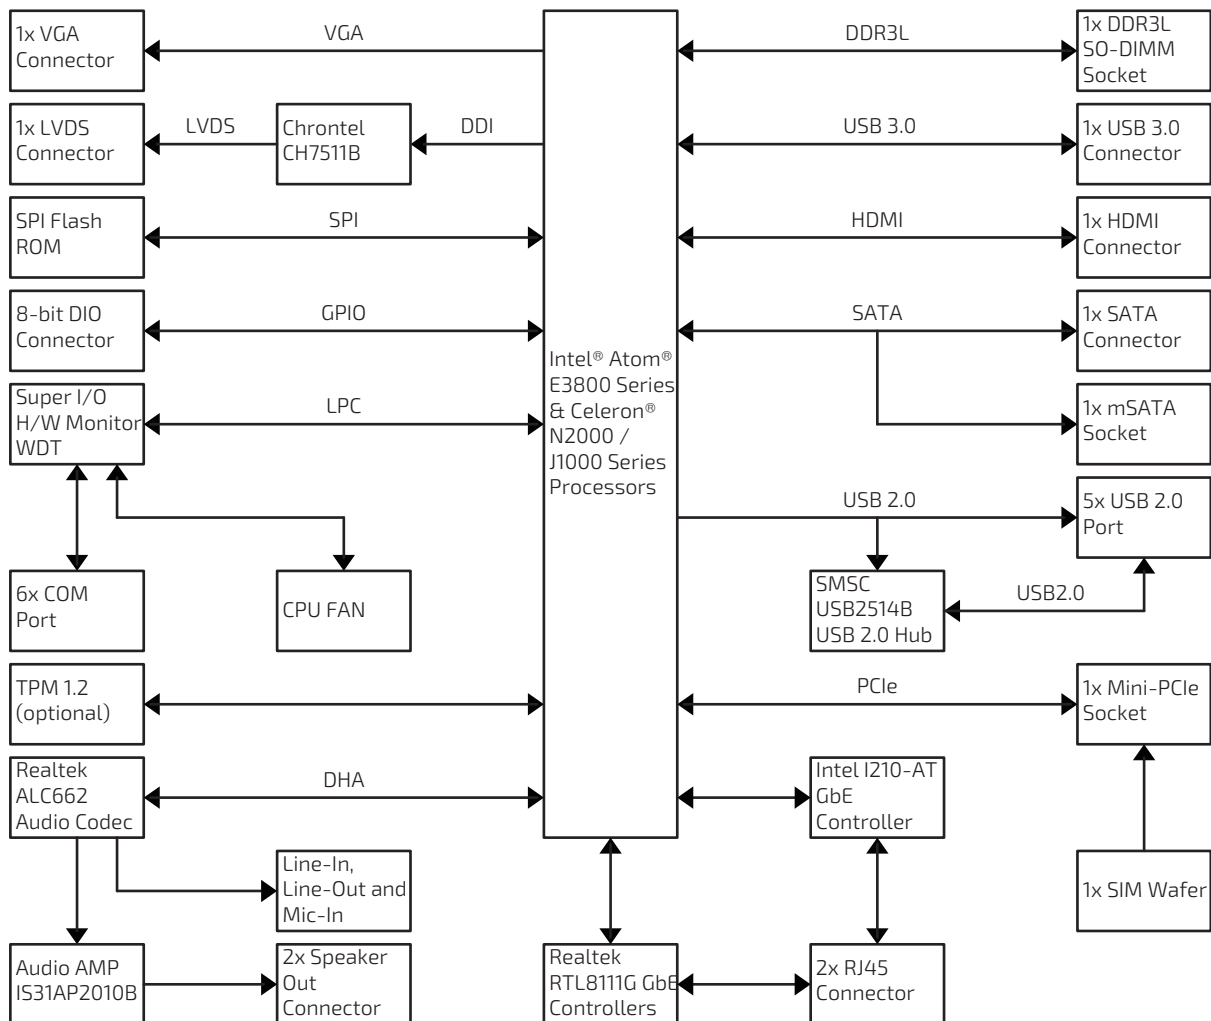 1x VGA
Connector
VGA
DDR3L
1x DDR3L
SO-DIMM
Socket
1x LVDS
Connector
LVDS
Chrontel
CH7511B
DDI
USB 3.0
1x USB 3.0
Connector
SPI Flash
ROM
SPI
HDMI
1x HDMI
Connector
8-bit DIO
Connector
GPIO
SATA
1x SATA
Connector
Intel® Atom®
E3800 Series
& Celeron®
N2000 /
J1000 Series
Processors
Super I/O
H/W Monitor
WDT
LPC
1x mSATA
Socket
USB 2.0
5x USB 2.0
Port
6x COM
Port
CPU FAN
SMSC
USB2514B
USB 2.0 Hub
USB2.0
TPM 1.2
(optional)
PCIe
1x Mini-PCIe
Socket
Realtek
ALC662
Audio Codec
DHA
Intel I210-AT
GbE
Controller
Line-In,
Line-Out and
Mic-In
1x SIM Wafer
Audio AMP
IS31AP2010B
2x Speaker
Out
Connector
Realtek
RTL8111G GbE
Controllers
2x RJ45
Connector